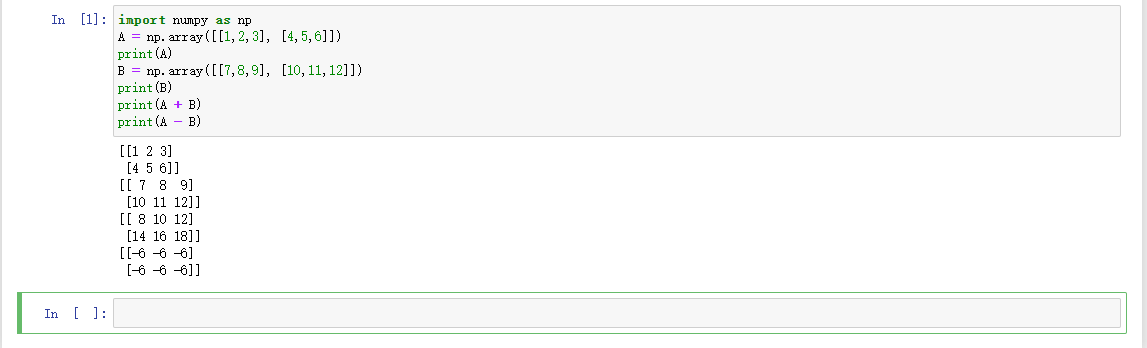 In [1]: import numpy as np
A = np.array([[1,2,3], [4,5,6]])
print(A)
B = np.array([[7,8,9], [10,11,12]])
print(B)
print(A + B)
print(A - B)
[[1 2 3]
 [4 5 6]]
[[ 7  8  9]
 [10 11 12]]
[[ 8 10 12]
 [14 16 18]]
[[-6 -6 -6]
 [-6 -6 -6]]
In [ ]: